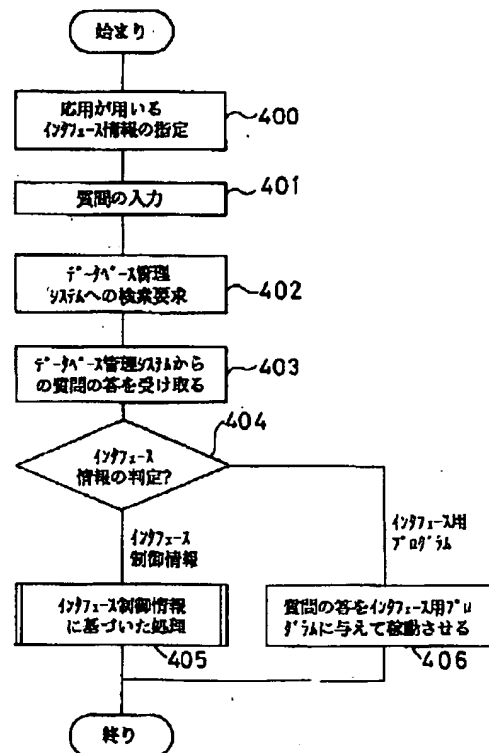 始まり
応用が用いる
インタフェース情報の指定
400
質問の入力
401
データベース管理
システムへの検索要求
402
データベース管理システムから
の質問の答を受け取る
403
404
インタフェース
情報の判定?
インタフェース
制御情報
インタフェース用
プログラム
インタフェース制御情報
に基づいた処理
405
質問の答をインタフェース用プロ
グラムに与えて稼動させる
406
終り